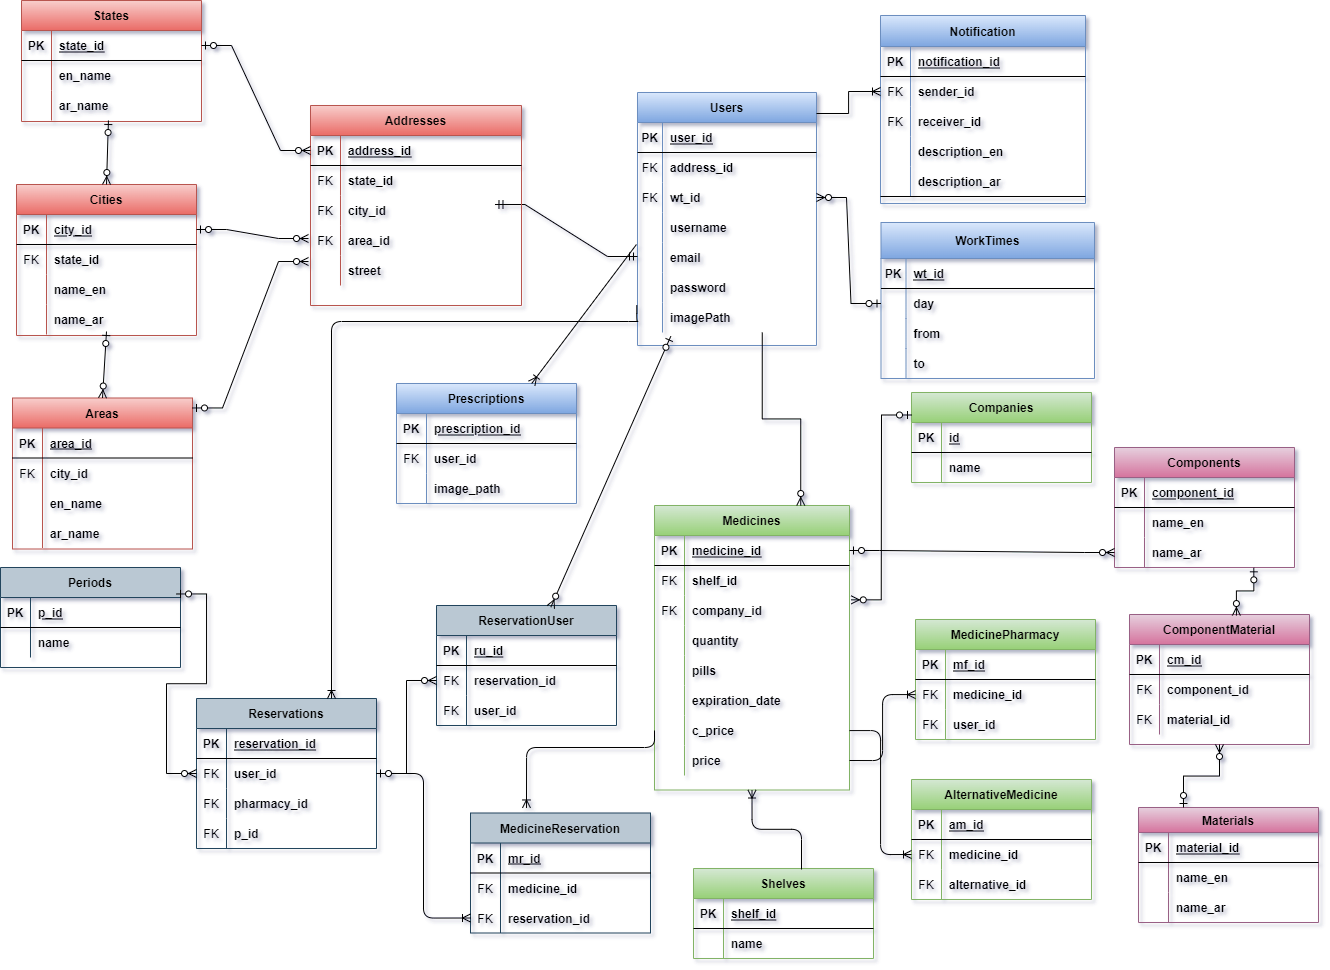 States
PK state_id
en_name
ar_name
Cities
PK city_id
FK state_id
name_en
name_ar
Areas
PK area_id
FK city_id
en_name
ar_name
Addresses
PK address_id
FK state_id
FK city_id
FK area_id
street
Users
PK user_id
FK address_id
FK wt_id
username
email
password
imagePath
Notification
PK notification_id
FK sender_id
FK receiver_id
description_en
description_ar
WorkTimes
PK wt_id
day
from
to
Prescriptions
PK prescription_id
FK user_id
image_path
Companies
PK id
name
Components
PK component_id
name_en
name_ar
Medicines
PK medicine_id
FK shelf_id
FK company_id
quantity
pills
expiration_date
c_price
price
Periods
PK p_id
name
ReservationUser
PK ru_id
FK reservation_id
FK user_id
MedicinePharmacy
PK mf_id
FK medicine_id
FK user_id
ComponentMaterial
PK cm_id
FK component_id
FK material_id
Reservations
PK reservation_id
FK user_id
FK pharmacy_id
FK p_id
AlternativeMedicine
PK am_id
FK medicine_id
FK alternative_id
MedicineReservation
PK mr_id
FK medicine_id
FK reservation_id
Materials
PK material_id
name_en
name_ar
Shelves
PK shelf_id
name